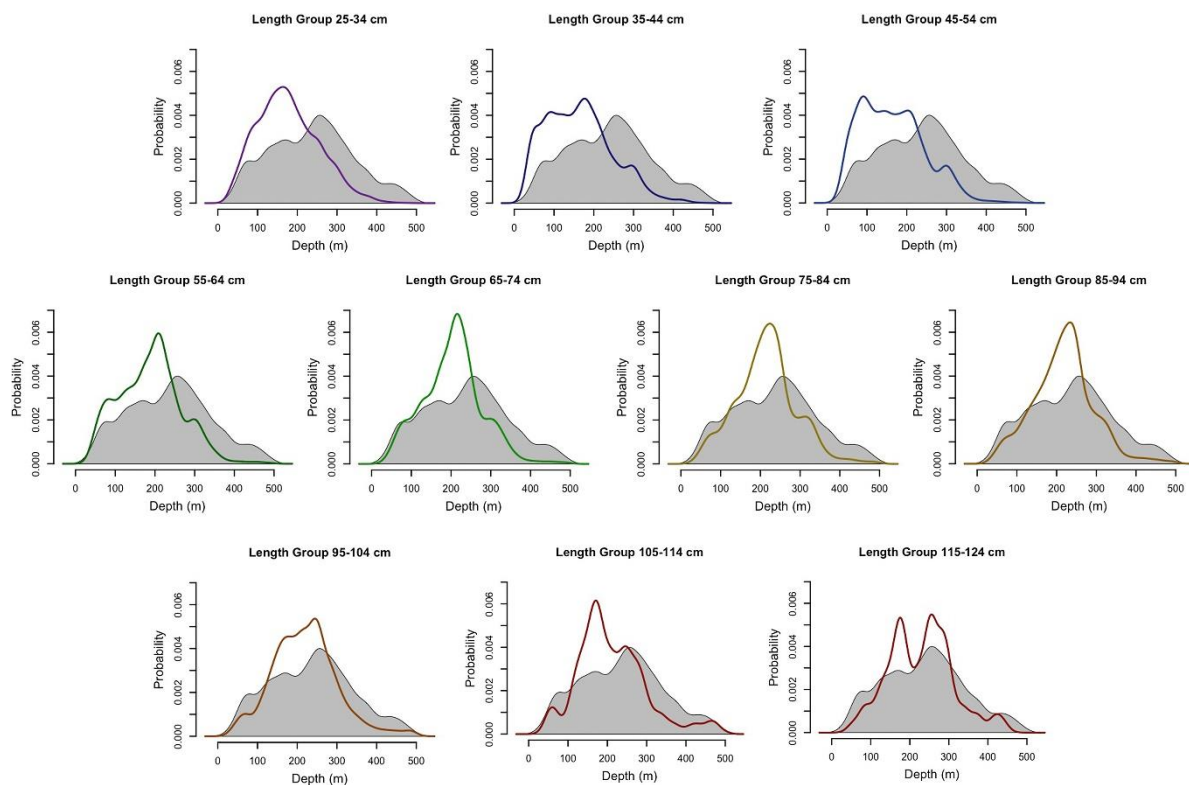 Length Group 25-34 cm
Probability
0.006
0.004
0.002
0.000
0 100 200 300 400 500
Depth (m)
Length Group 35-44 cm
Probability
0.006
0.004
0.002
0.000
0 100 200 300 400 500
Depth (m)
Length Group 45-54 cm
Probability
0.006
0.004
0.002
0.000
0 100 200 300 400 500
Depth (m)
Length Group 55-64 cm
Probability
0.006
0.004
0.002
0.000
0 100 200 300 400 500
Depth (m)
Length Group 65-74 cm
Probability
0.006
0.004
0.002
0.000
0 100 200 300 400 500
Depth (m)
Length Group 75-84 cm
Probability
0.006
0.004
0.002
0.000
0 100 200 300 400 500
Depth (m)
Length Group 85-94 cm
Probability
0.006
0.004
0.002
0.000
0 100 200 300 400 500
Depth (m)
Length Group 95-104 cm
Probability
0.006
0.004
0.002
0.000
0 100 200 300 400 500
Depth (m)
Length Group 105-114 cm
Probability
0.006
0.004
0.002
0.000
0 100 200 300 400 500
Depth (m)
Length Group 115-124 cm
Probability
0.006
0.004
0.002
0.000
0 100 200 300 400 500
Depth (m)